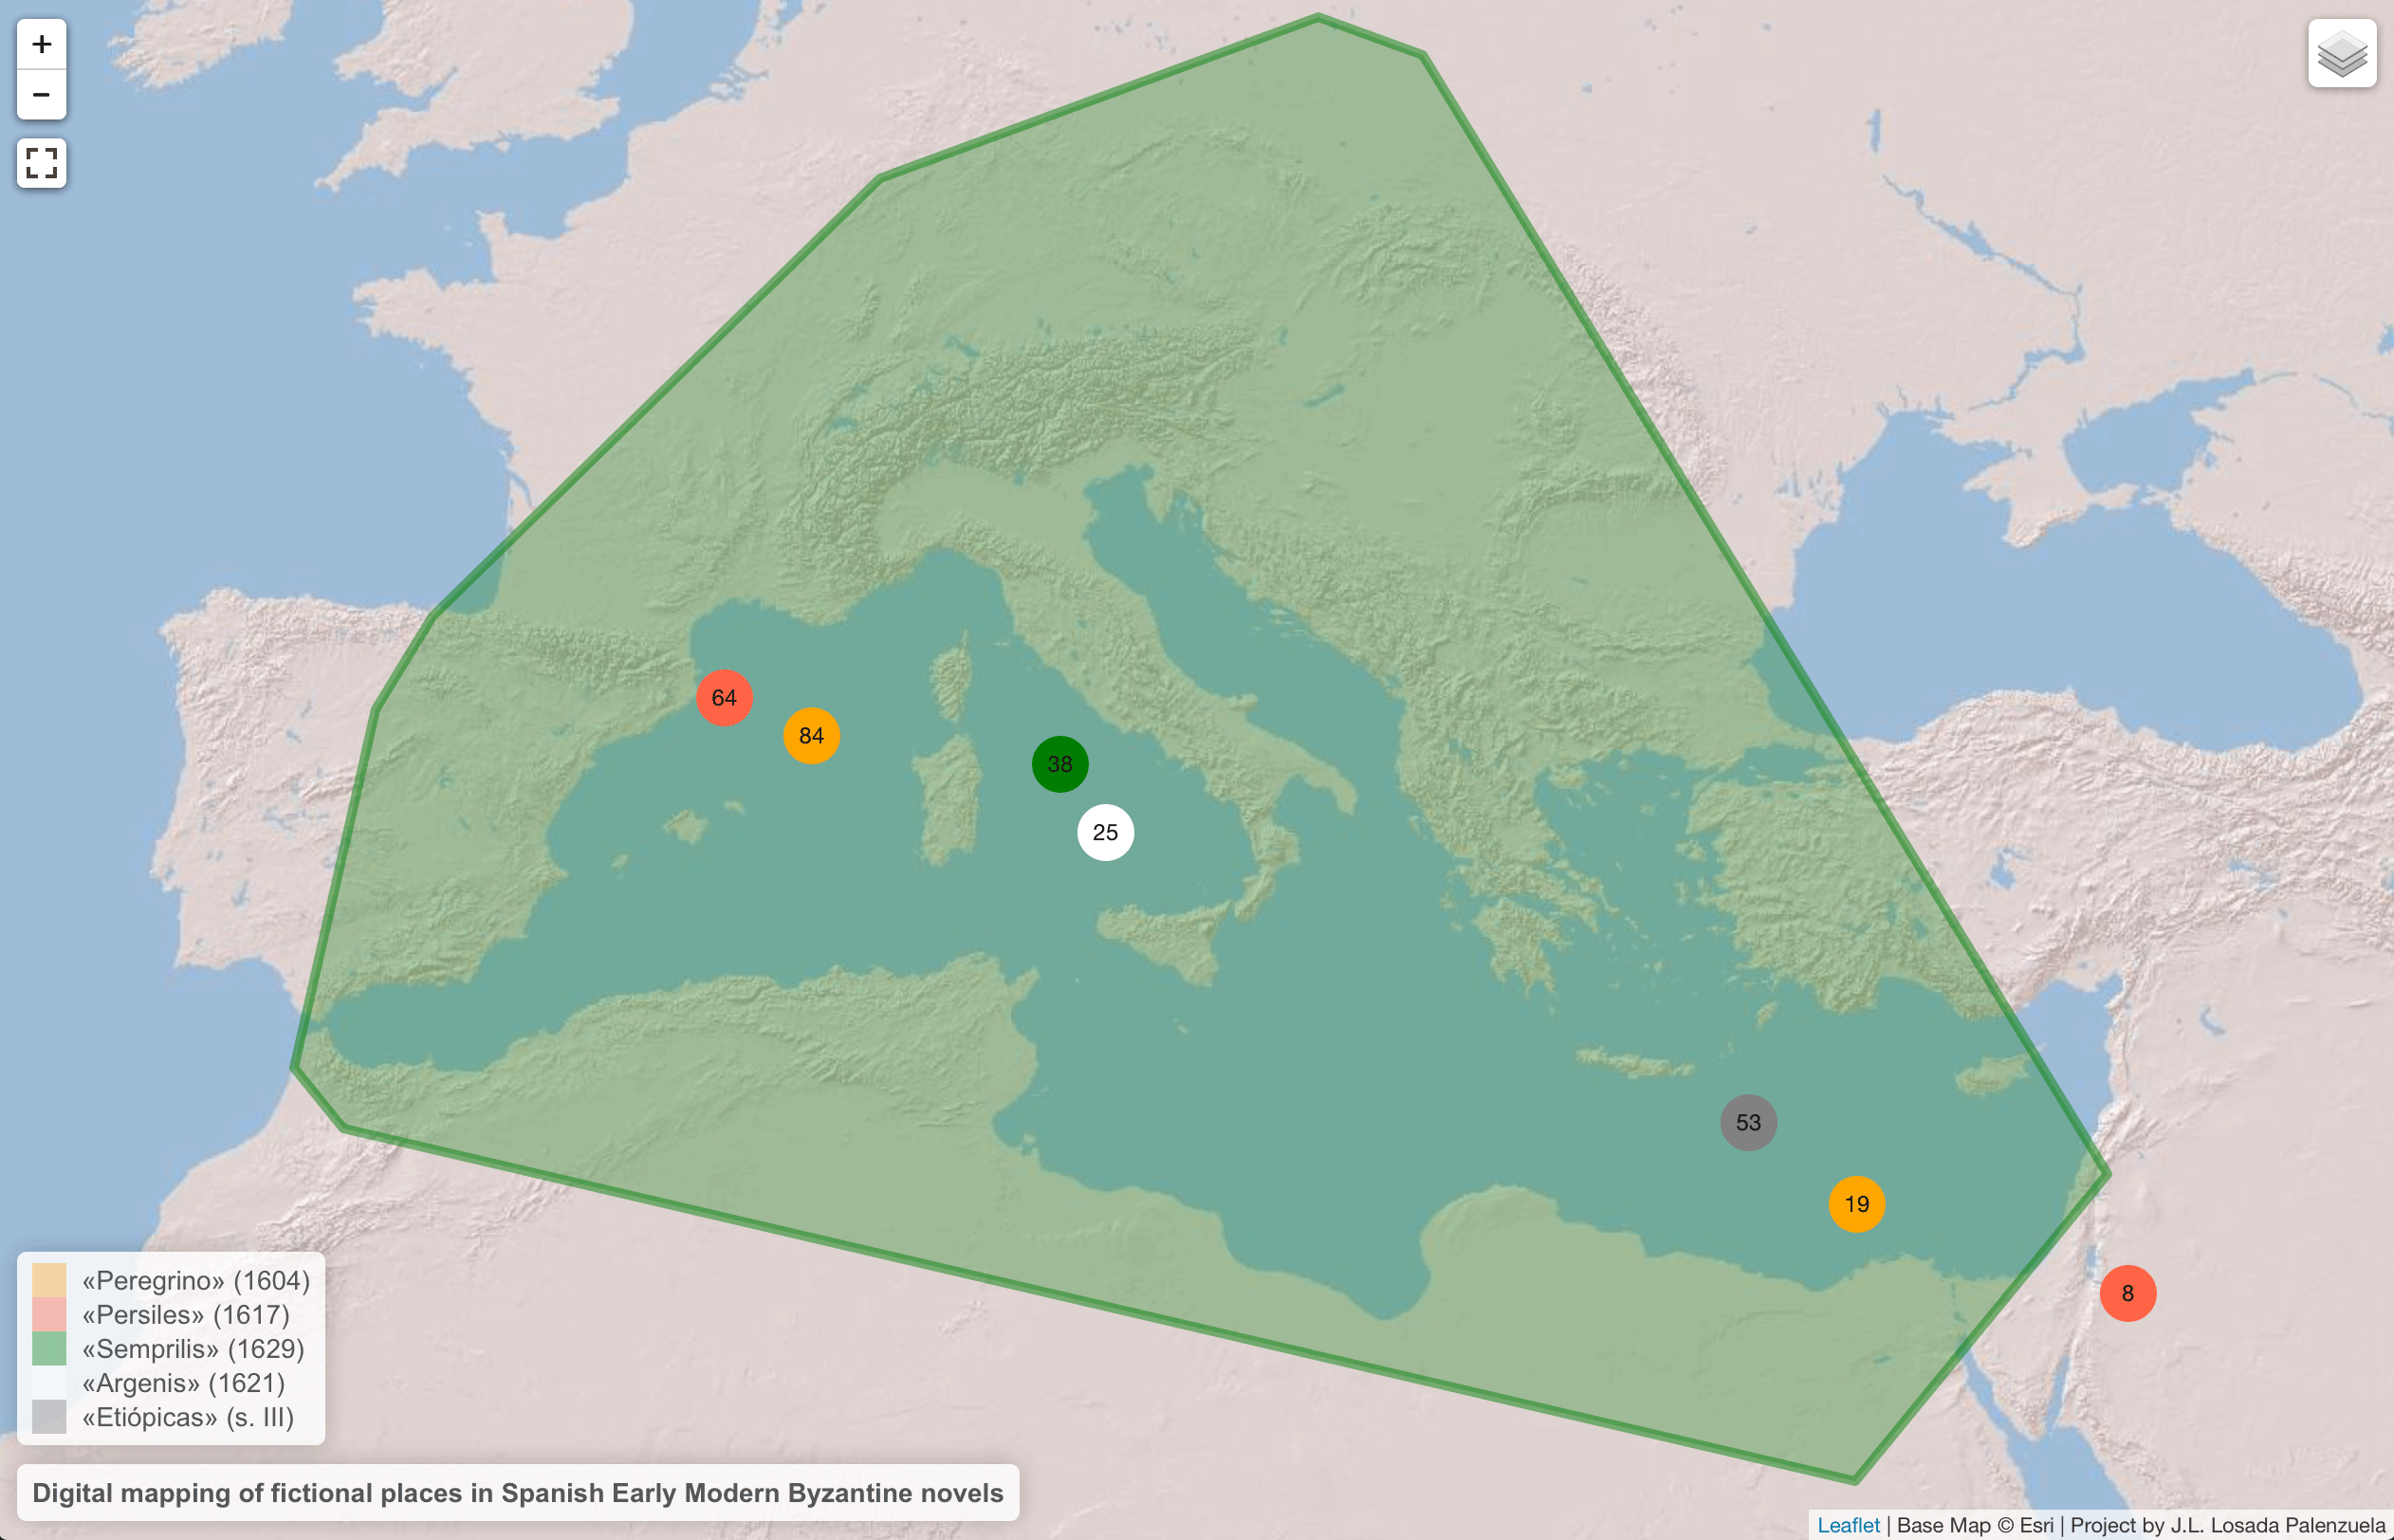 +
−
64
84
38
25
53
19
8
«Peregrino» (1604)
«Persiles» (1617)
«Semprilis» (1629)
«Argenis» (1621)
«Etiópicas» (s. III)
Digital mapping of fictional places in Spanish Early Modern Byzantine novels
Leaflet | Base Map © Esri | Project by J.L. Losada Palenzuela